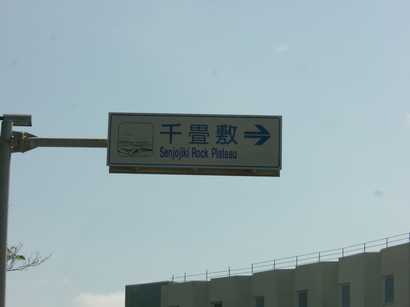 千畳敷
Senjojiki Rock Plateau